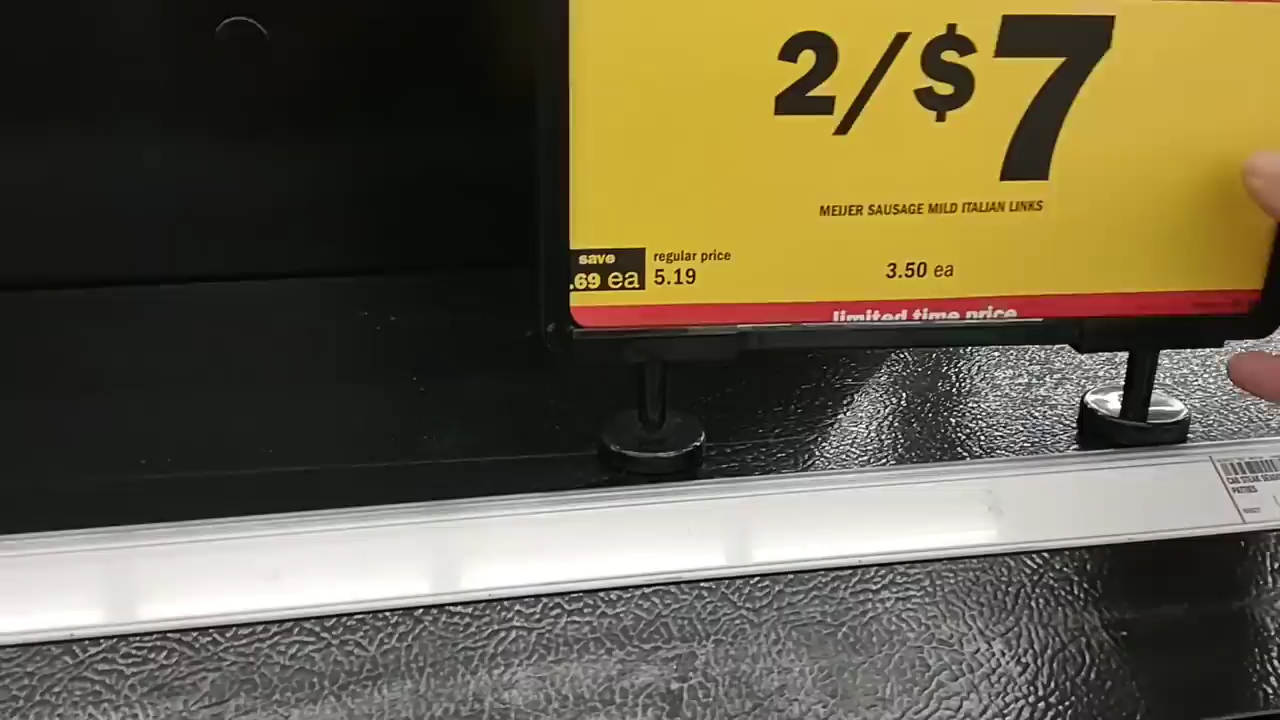 2/$7
MEIJER SAUSAGE MILD ITALIAN LINKS
save
.69 ea
regular price
5.19
3.50 ea
limited time price
PATTIES